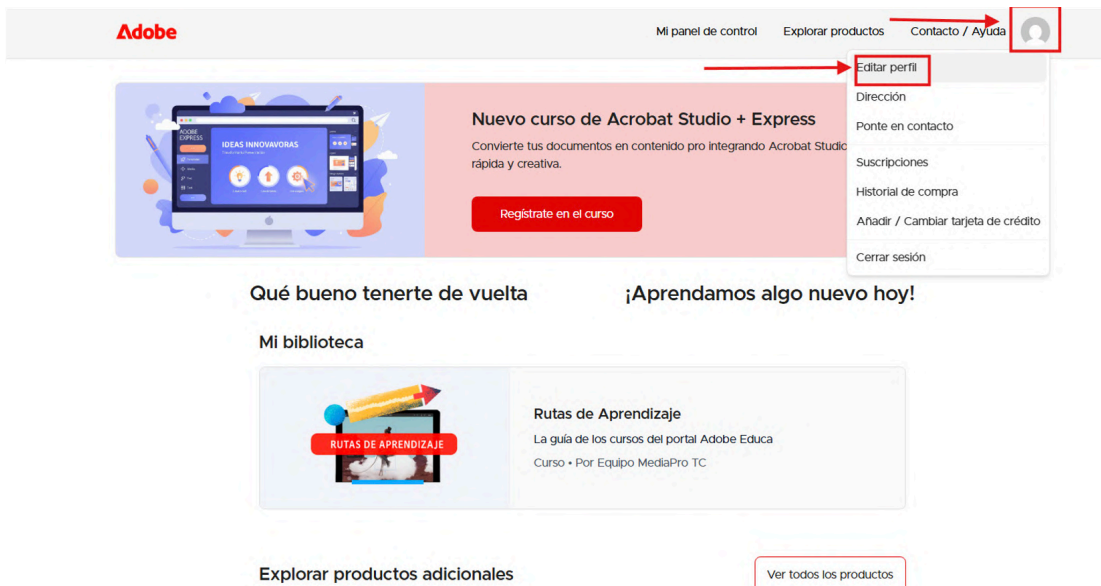 Adobe
Mi panel de control
Explorar productos
Contacto / Ayuda
Editar perfil
Dirección
Ponte en contacto
Suscripciones
Historial de compra
Añadir / Cambiar tarjeta de crédito
Cerrar sesión
ADOBE
EXPRESS
IDEAS INNOVAVORAS
Nuevo curso de Acrobat Studio + Express
Convierte tus documentos en contenido pro integrando Acrobat Studio
rápida y creativa.
Regístrate en el curso
Qué bueno tenerte de vuelta
¡Aprendamos algo nuevo hoy!
Mi biblioteca
RUTAS DE APRENDIZAJE
Rutas de Aprendizaje
La guía de los cursos del portal Adobe Educa
Curso • Por Equipo MediaPro TC
Explorar productos adicionales
Ver todos los productos